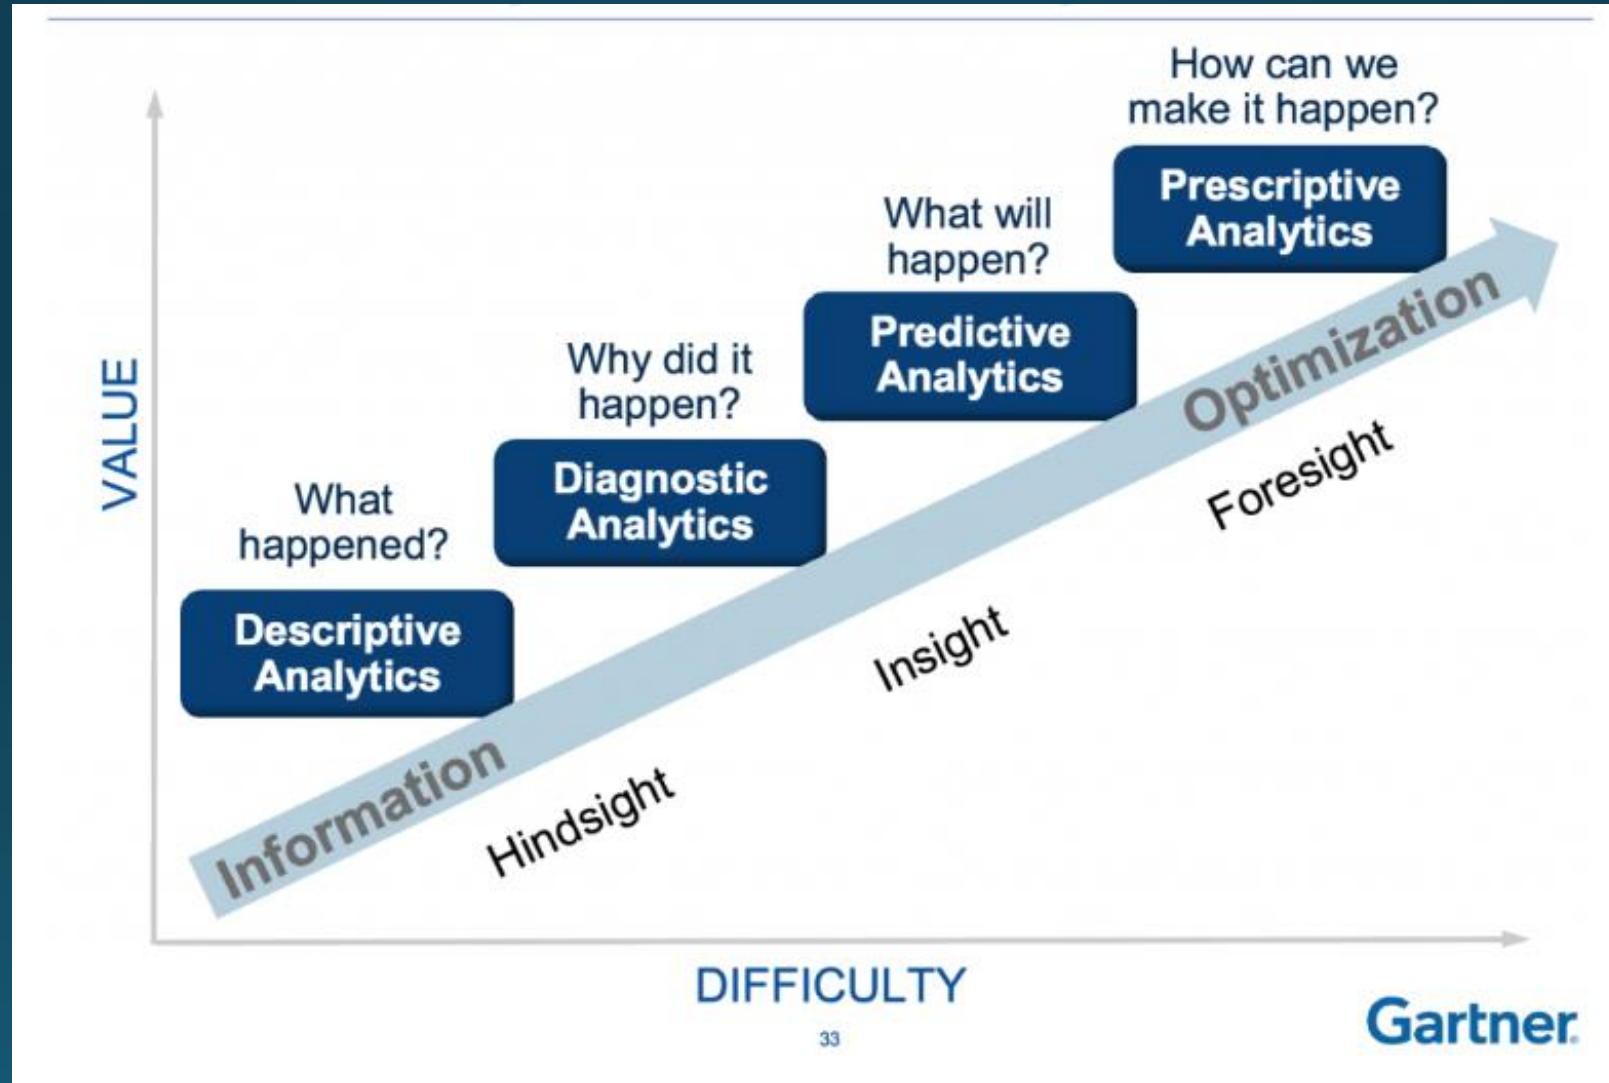 How can we
make it happen?
Prescriptive
Analytics
What will
happen?
Predictive
Analytics
Why did it
happen?
Diagnostic
Analytics
What
happened?
Descriptive
Analytics
Information
Optimization
Hindsight
Insight
Foresight
VALUE
DIFFICULTY
33
Gartner